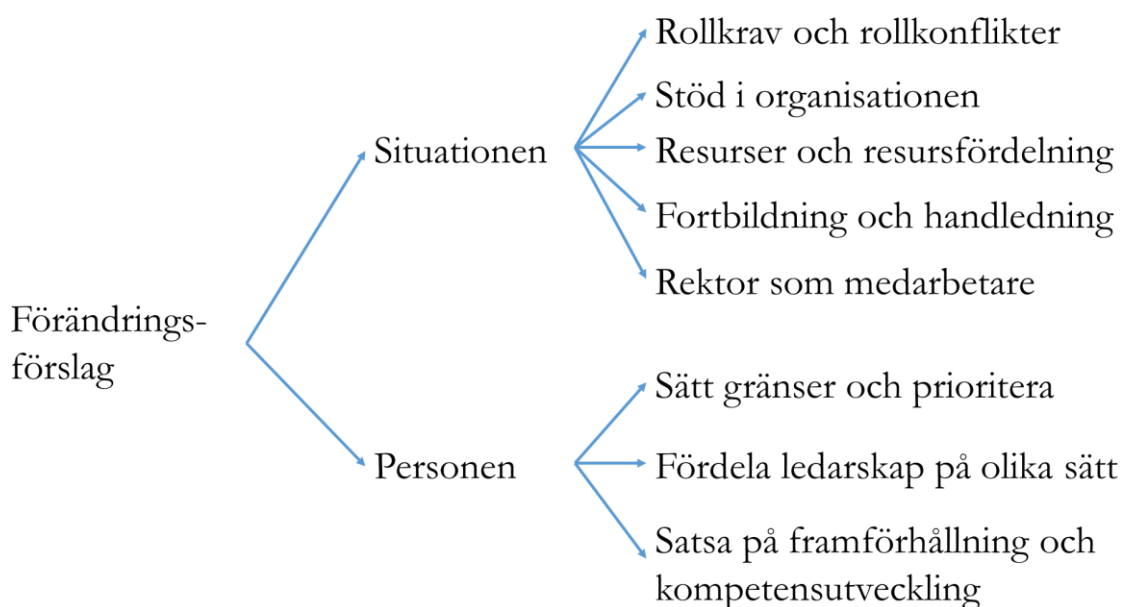 Förändrings-
förslag
Situationen
Rollkrav och rollkonflikter
Stöd i organisationen
Resurser och resursfördelning
Fortbildning och handledning
Rektor som medarbetare
Personen
Sätt gränser och prioritera
Fördela ledarskap på olika sätt
Satsa på framförhållning och
kompetensutveckling